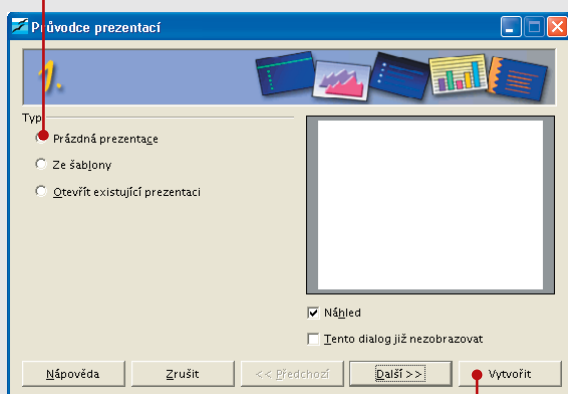 Průvodce prezentací
1.
Typ
Prázdná prezentace
Ze šablony
Otevřít existující prezentaci
Náhled
Tento dialog již nezobrazovat
Nápověda
Zrušit
<< Předchozí
Další >>
Vytvořit